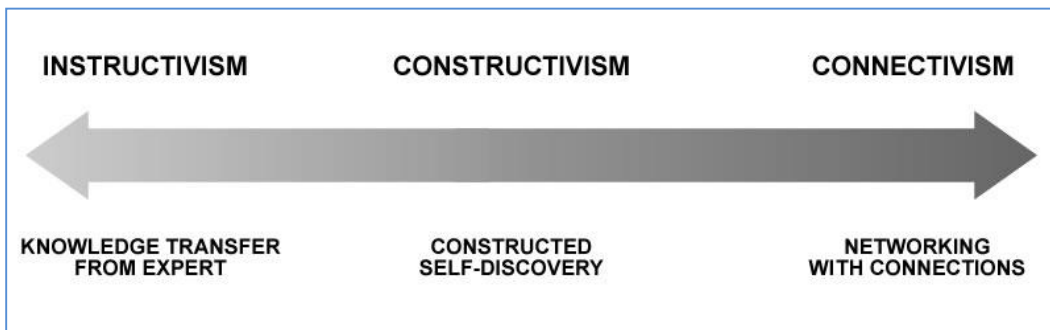 INSTRUCTIVISM CONSTRUCTIVISM CONNECTIVISM
KNOWLEDGE TRANSFER
FROM EXPERT
CONSTRUCTED
SELF-DISCOVERY
NETWORKING
WITH CONNECTIONS